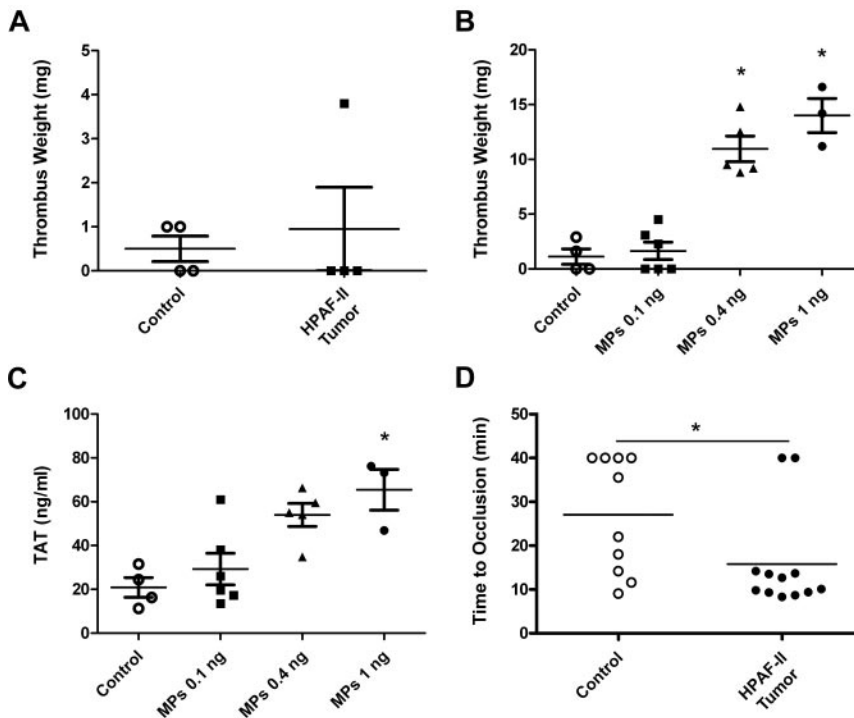 A
Thrombus Weight (mg)
5
4
3
2
1
0
Control
HPAF-II
Tumor
B
Thrombus Weight (mg)
20
15
10
5
0
*
*
Control
MPs 0.1 ng
MPs 0.4 ng
MPs 1 ng
C
TAT (ng/ml)
100
80
60
40
20
0
*
Control
MPs 0.1 ng
MPs 0.4 ng
MPs 1 ng
D
Time to Occlusion (min)
50
40
30
20
10
0
*
Control
HPAF-II
Tumor